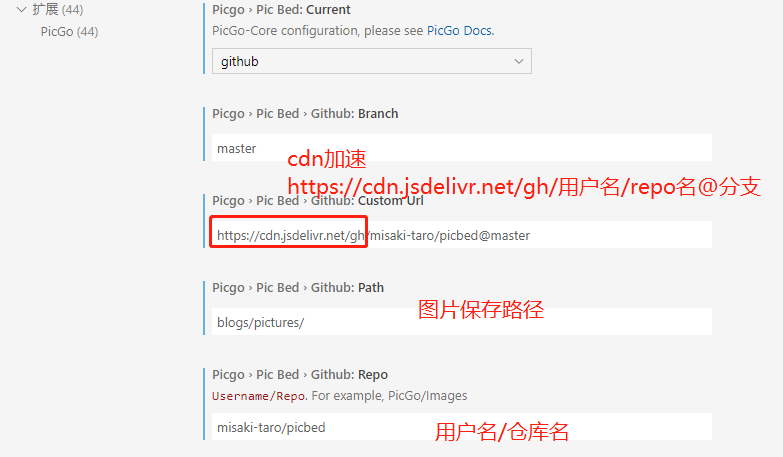 扩展 (44)
PicGo (44)
Picgo › Pic Bed: Current
PicGo-Core configuration, please see PicGo Docs.
github
Picgo › Pic Bed › Github: Branch
master
cdn加速
https://cdn.jsdelivr.net/gh/用户名/repo名@分支
Picgo › Pic Bed › Github: Custom Url
https://cdn.jsdelivr.net/gh/misaki-taro/picbed@master
Picgo › Pic Bed › Github: Path
图片保存路径
blogs/pictures/
Picgo › Pic Bed › Github: Repo
Username/Repo. For example, PicGo/Images
misaki-taro/picbed
用户名/仓库名